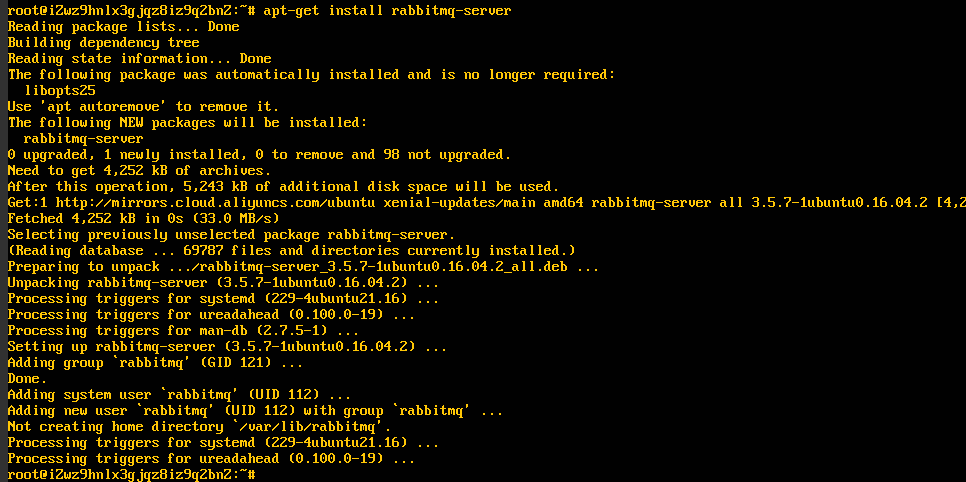 root@iZwz9hnlx3gjqz8iz9q2bnZ:~# apt-get install rabbitmq-server
Reading package lists... Done
Building dependency tree
Reading state information... Done
The following package was automatically installed and is no longer required:
  libopts25
Use 'apt autoremove' to remove it.
The following NEW packages will be installed:
  rabbitmq-server
0 upgraded, 1 newly installed, 0 to remove and 98 not upgraded.
Need to get 4,252 kB of archives.
After this operation, 5,243 kB of additional disk space will be used.
Get:1 http://mirrors.cloud.aliyuncs.com/ubuntu xenial-updates/main amd64 rabbitmq-server all 3.5.7-1ubuntu0.16.04.2 [4,2
Fetched 4,252 kB in 0s (33.0 MB/s)
Selecting previously unselected package rabbitmq-server.
(Reading database ... 69787 files and directories currently installed.)
Preparing to unpack .../rabbitmq-server_3.5.7-1ubuntu0.16.04.2_all.deb ...
Unpacking rabbitmq-server (3.5.7-1ubuntu0.16.04.2) ...
Processing triggers for systemd (229-4ubuntu21.16) ...
Processing triggers for ureadahead (0.100.0-19) ...
Processing triggers for man-db (2.7.5-1) ...
Setting up rabbitmq-server (3.5.7-1ubuntu0.16.04.2) ...
Adding group `rabbitmq' (GID 121) ...
Done.
Adding system user `rabbitmq' (UID 112) ...
Adding new user `rabbitmq' (UID 112) with group `rabbitmq' ...
Not creating home directory `/var/lib/rabbitmq'.
Processing triggers for systemd (229-4ubuntu21.16) ...
Processing triggers for ureadahead (0.100.0-19) ...
root@iZwz9hnlx3gjqz8iz9q2bnZ:~#